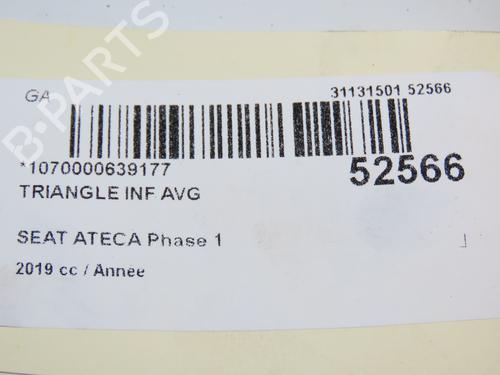 B-PARTS
GA
31131501 52566
*1070000639177
52566
TRIANGLE INF AVG
SEAT ATECA Phase 1
2019 cc / Année